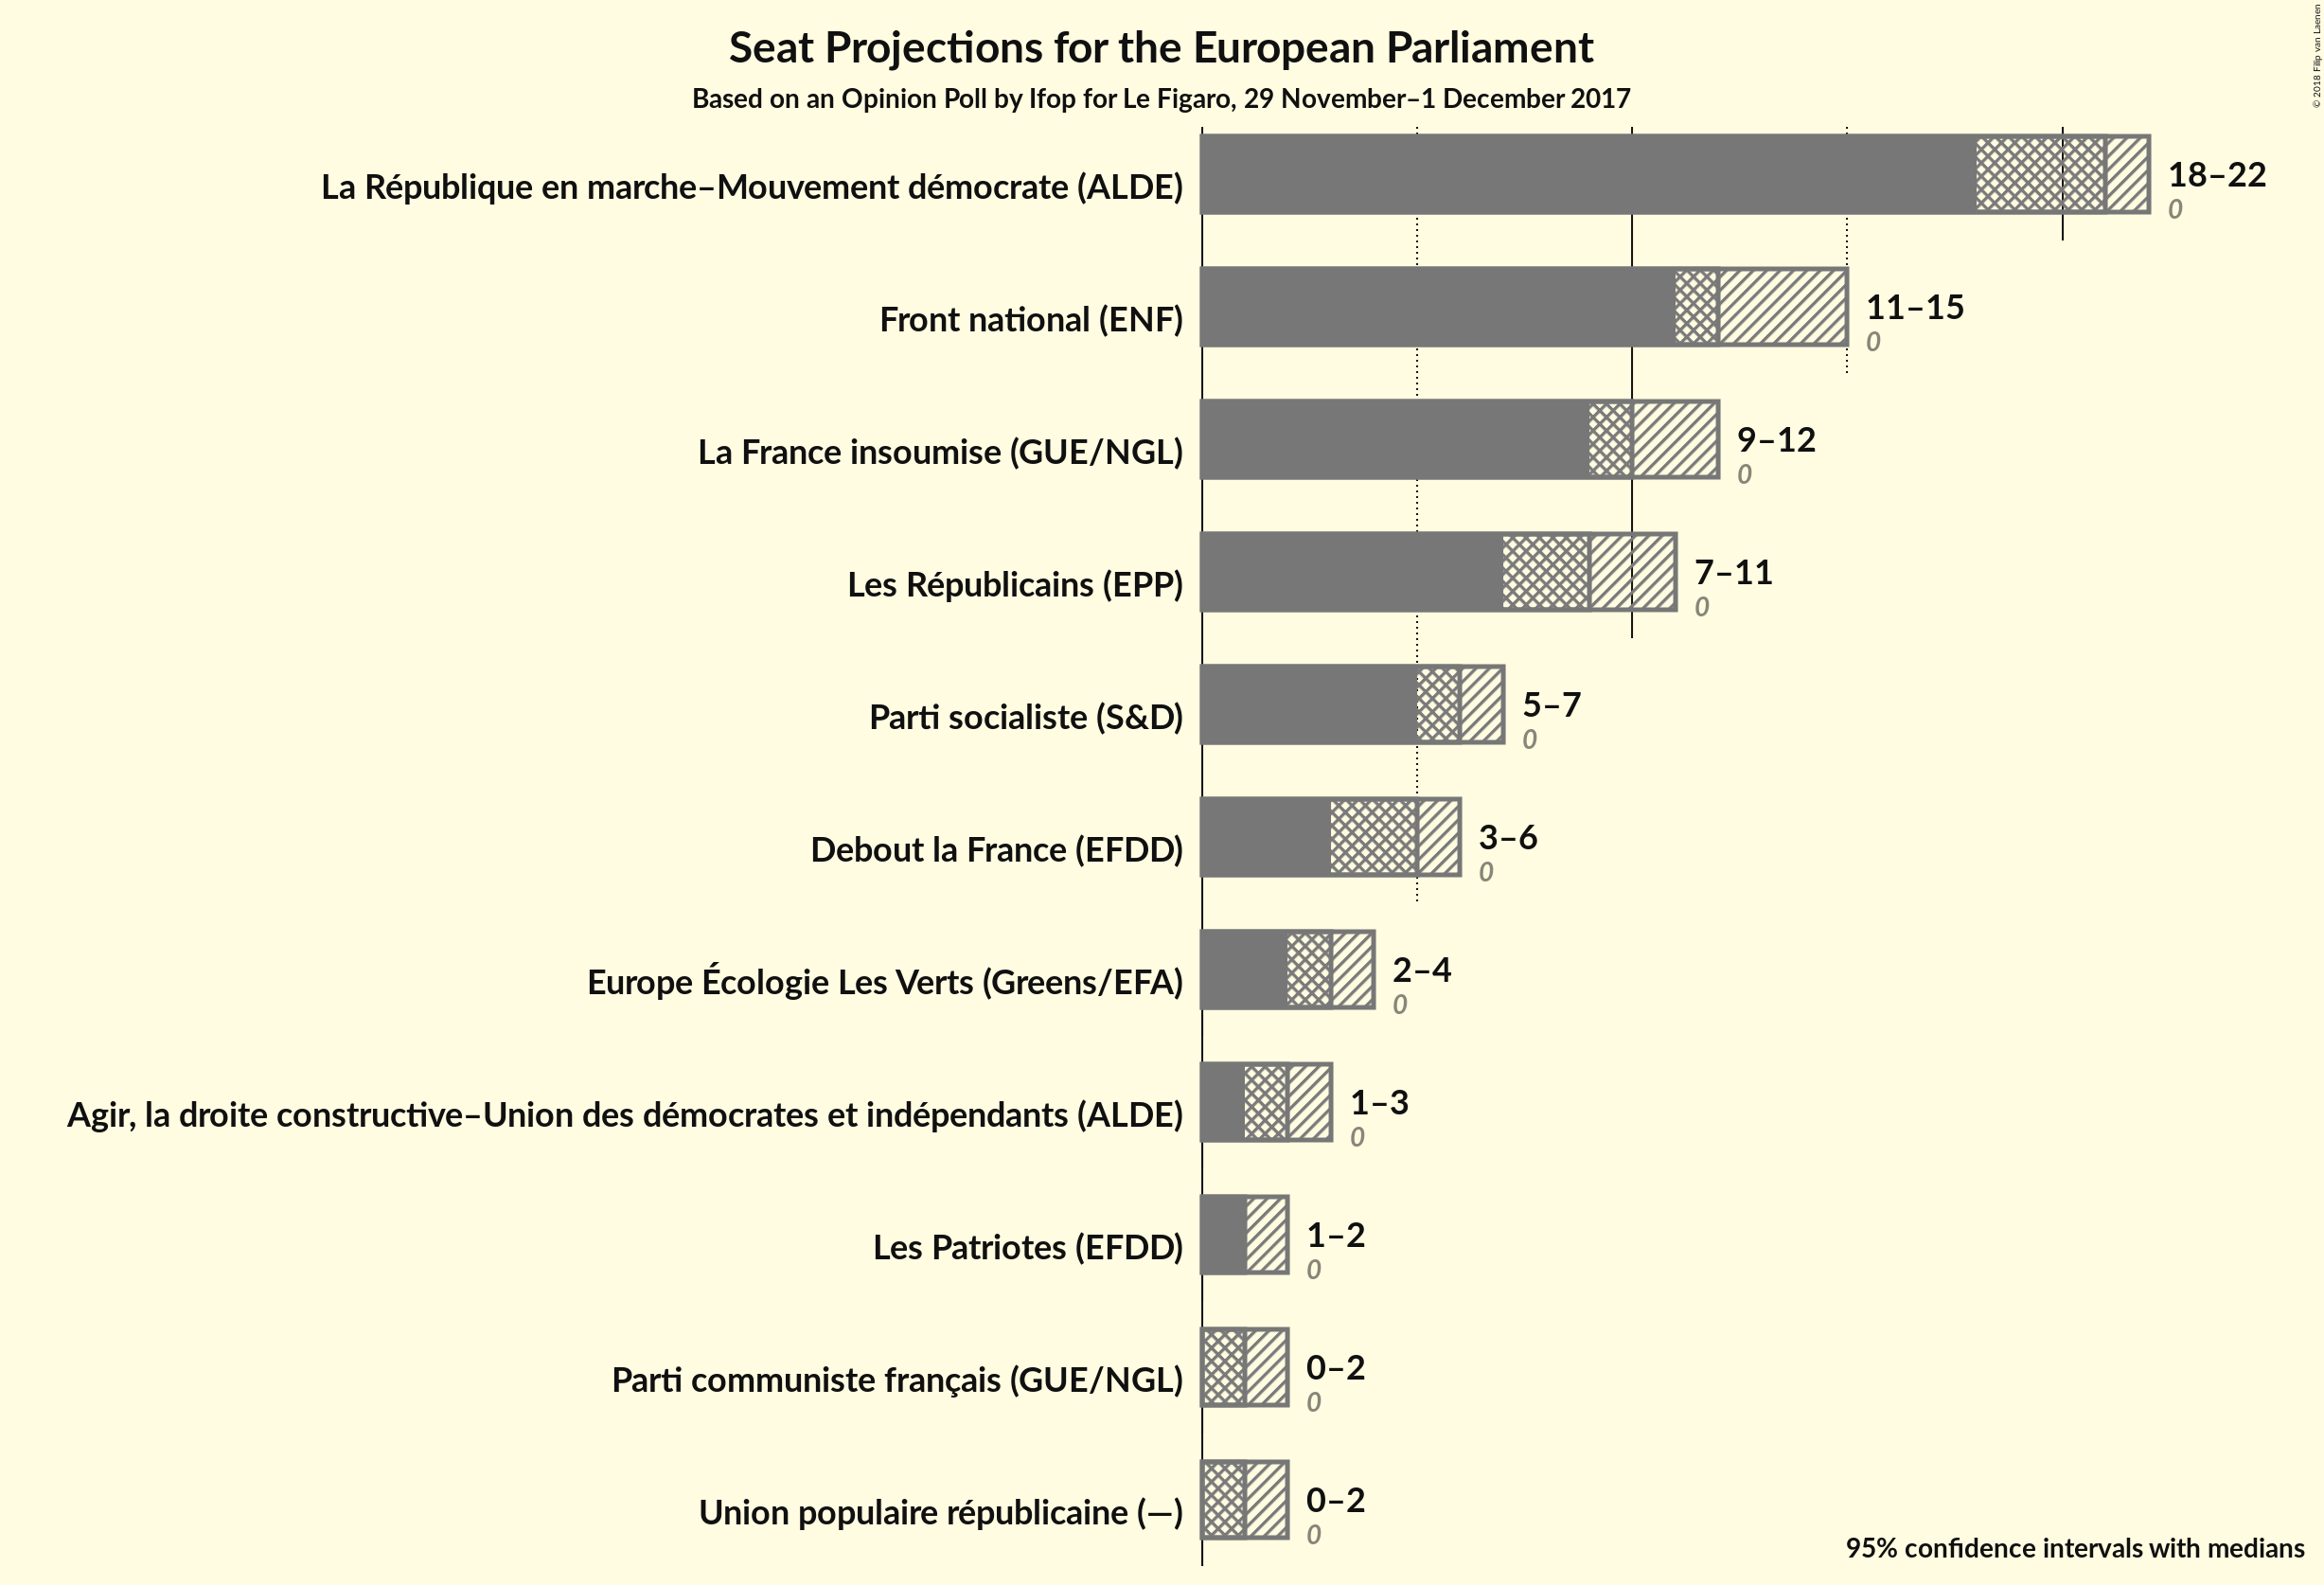 Seat Projections for the European Parliament
Based on an Opinion Poll by Ifop for Le Figaro, 29 November–1 December 2017
© 2018 Filip van Laenen
La République en marche–Mouvement démocrate (ALDE)
18–22
0
Front national (ENF)
11–15
0
La France insoumise (GUE/NGL)
9–12
0
Les Républicains (EPP)
7–11
0
Parti socialiste (S&D)
5–7
0
Debout la France (EFDD)
3–6
0
Europe Écologie Les Verts (Greens/EFA)
2–4
0
Agir, la droite constructive–Union des démocrates et indépendants (ALDE)
1–3
0
Les Patriotes (EFDD)
1–2
0
Parti communiste français (GUE/NGL)
0–2
0
Union populaire républicaine (—)
0–2
0
95% confidence intervals with medians